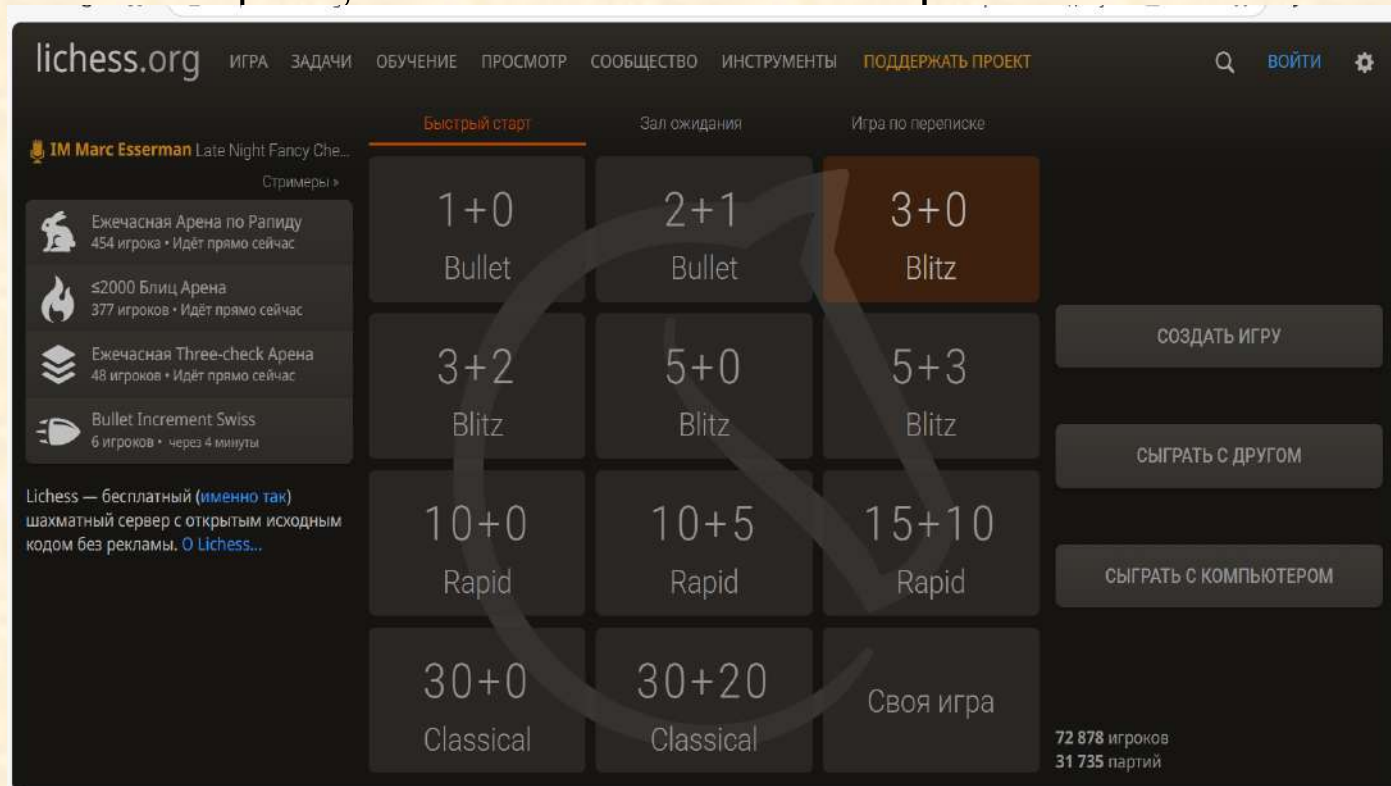 lichess.org ИГРА ЗАДАЧИ ОБУЧЕНИЕ ПРОСМОТР СООБЩЕСТВО ИНСТРУМЕНТЫ ПОДДЕРЖАТЬ ПРОЕКТ ВОЙТИ
IM Marc Esserman Late Night Fancy Che...
Стримеры »
Ежечасная Арена по Рапиду
454 игрока • Идёт прямо сейчас
≤2000 Блиц Арена
377 игроков • Идёт прямо сейчас
Ежечасная Three-check Арена
48 игроков • Идёт прямо сейчас
Bullet Increment Swiss
6 игроков • через 4 минуты
Lichess — бесплатный (именно так)
шахматный сервер с открытым исходным
кодом без рекламы. О Lichess...
Быстрый старт Зал ожидания Игра по переписке
1+0 2+1 3+0
Bullet Bullet Blitz
3+2 5+0 5+3
Blitz Blitz Blitz
10+0 10+5 15+10
Rapid Rapid Rapid
30+0 30+20 Своя игра
Classical Classical
СОЗДАТЬ ИГРУ
СЫГРАТЬ С ДРУГОМ
СЫГРАТЬ С КОМПЬЮТЕРОМ
72 878 игроков
31 735 партий